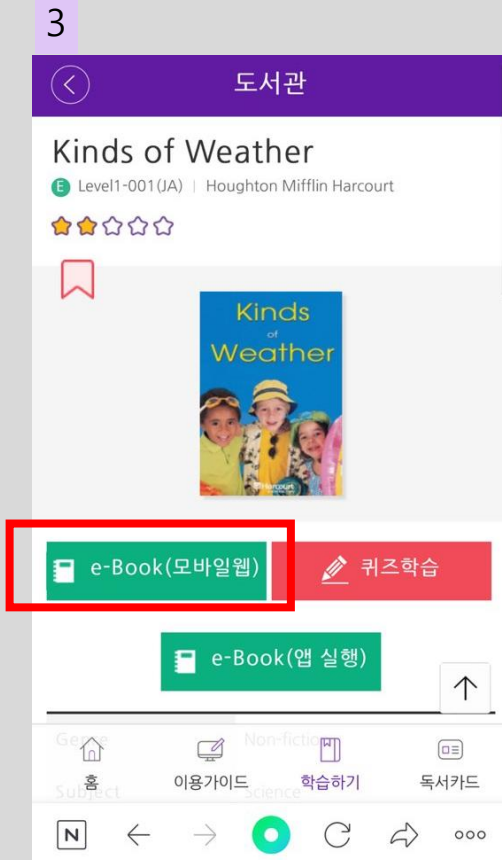 3
도서관
Kinds of Weather
E Level1-001(JA) | Houghton Mifflin Harcourt
Kinds
of
Weather
Harcourt
e-Book(모바일웹)
퀴즈학습
e-Book(앱 실행)
Genre
Non-fiction
Subject
Science
홈
이용가이드
학습하기
독서카드
N